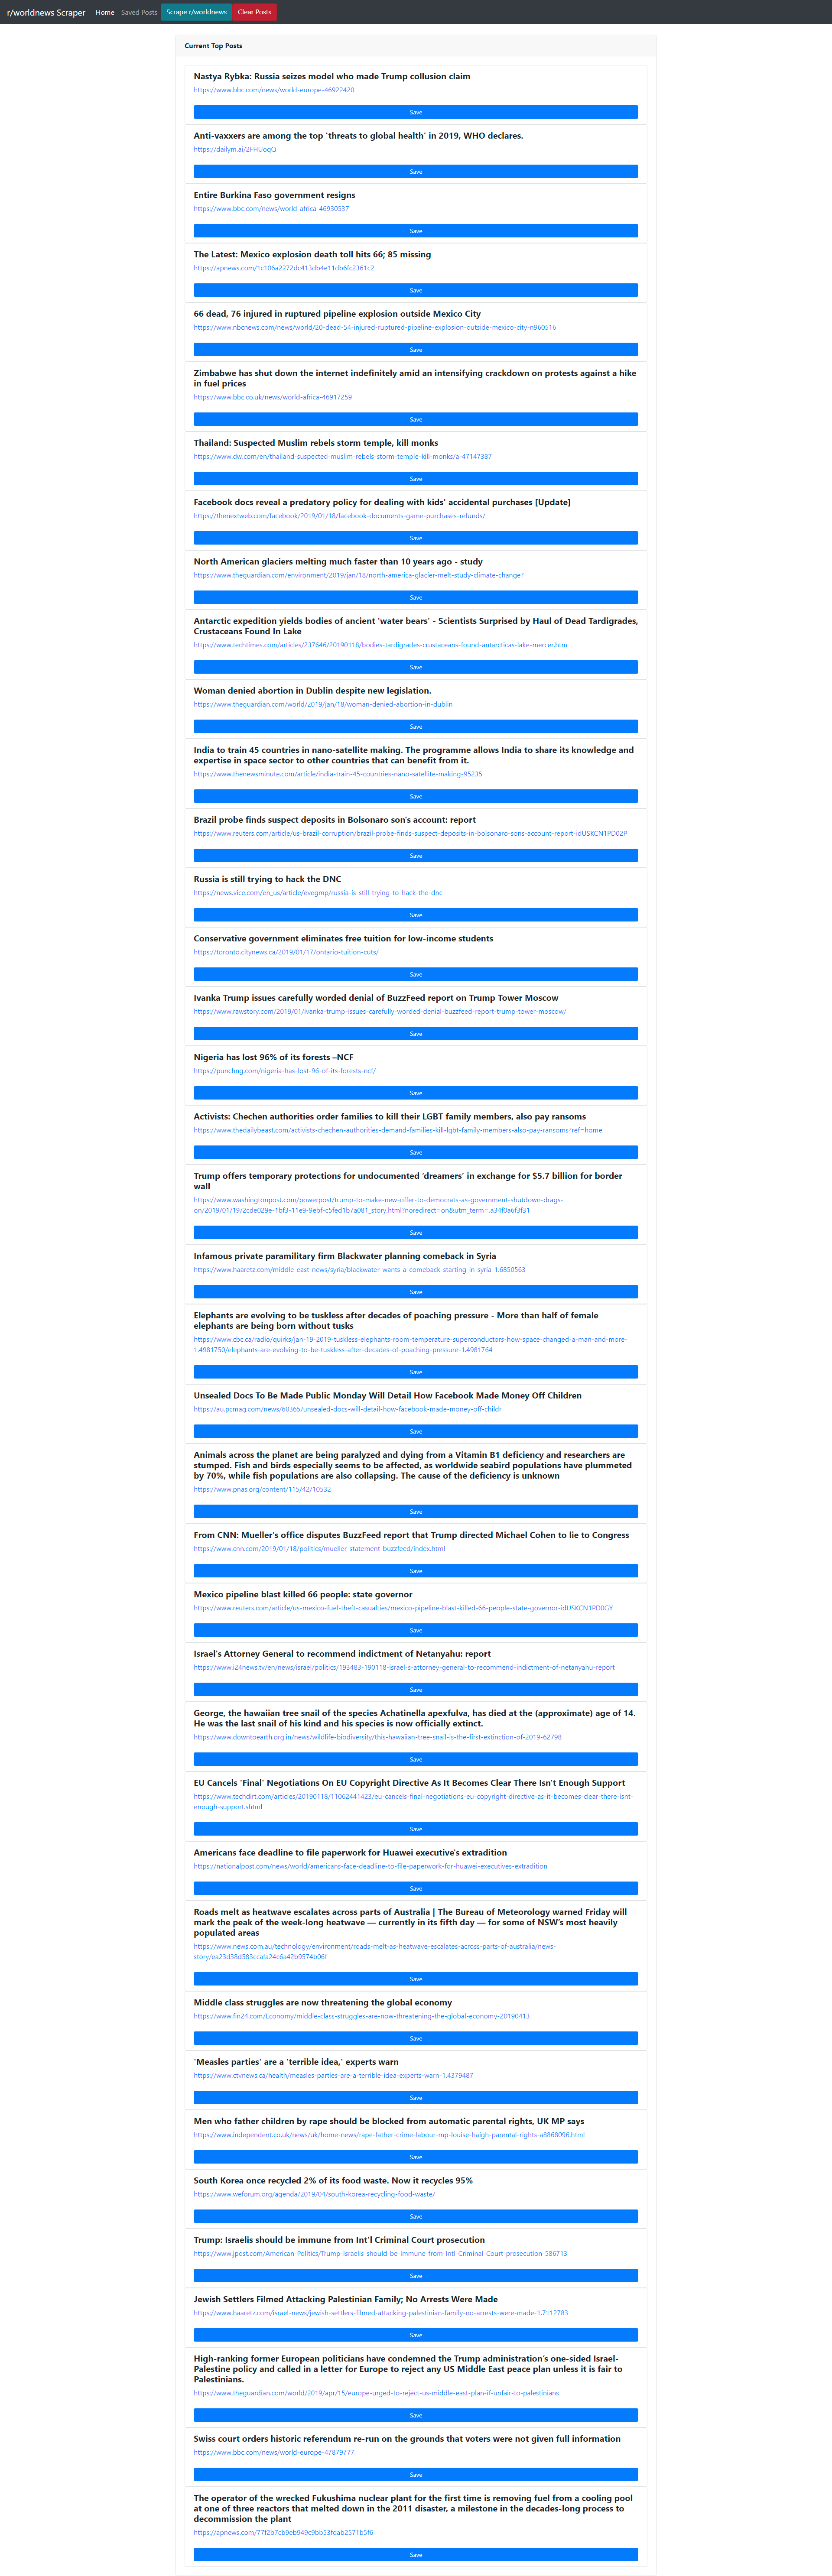 r/worldnews Scraper Home Saved Posts Scrape r/worldnews Clear Posts
Current Top Posts
Nastya Rybka: Russia seizes model who made Trump collusion claim
https://www.bbc.com/news/world-europe-46922420
Save
Anti-vaxxers are among the top 'threats to global health' in 2019, WHO declares.
https://dailym.ai/2FHUoqQ
Save
Entire Burkina Faso government resigns
https://www.bbc.com/news/world-africa-46930537
Save
The Latest: Mexico explosion death toll hits 66; 85 missing
https://apnews.com/1c106a2272dc413db4e11db6fc2361c2
Save
66 dead, 76 injured in ruptured pipeline explosion outside Mexico City
https://www.nbcnews.com/news/world/20-dead-54-injured-ruptured-pipeline-explosion-outside-mexico-city-n960516
Save
Zimbabwe has shut down the internet indefinitely amid an intensifying crackdown on protests against a hike
in fuel prices
https://www.bbc.co.uk/news/world-africa-46917259
Save
Thailand: Suspected Muslim rebels storm temple, kill monks
https://www.dw.com/en/thailand-suspected-muslim-rebels-storm-temple-kill-monks/a-47147387
Save
Facebook docs reveal a predatory policy for dealing with kids' accidental purchases [Update]
https://thenextweb.com/facebook/2019/01/18/facebook-documents-game-purchases-refunds/
Save
North American glaciers melting much faster than 10 years ago - study
https://www.theguardian.com/environment/2019/jan/18/north-america-glacier-melt-study-climate-change?
Save
Antarctic expedition yields bodies of ancient 'water bears' - Scientists Surprised by Haul of Dead Tardigrades,
Crustaceans Found In Lake
https://www.techtimes.com/articles/237646/20190118/bodies-tardigrades-crustaceans-found-antarcticas-lake-mercer.htm
Save
Woman denied abortion in Dublin despite new legislation.
https://www.theguardian.com/world/2019/jan/18/woman-denied-abortion-in-dublin
Save
India to train 45 countries in nano-satellite making. The programme allows India to share its knowledge and
expertise in space sector to other countries that can benefit from it.
https://www.thenewsminute.com/article/india-train-45-countries-nano-satellite-making-95235
Save
Brazil probe finds suspect deposits in Bolsonaro son's account: report
https://www.reuters.com/article/us-brazil-corruption/brazil-probe-finds-suspect-deposits-in-bolsonaro-sons-account-report-idUSKCN1PD02P
Save
Russia is still trying to hack the DNC
https://news.vice.com/en_us/article/evegmp/russia-is-still-trying-to-hack-the-dnc
Save
Conservative government eliminates free tuition for low-income students
https://toronto.citynews.ca/2019/01/17/ontario-tuition-cuts/
Save
Ivanka Trump issues carefully worded denial of BuzzFeed report on Trump Tower Moscow
https://www.rawstory.com/2019/01/ivanka-trump-issues-carefully-worded-denial-buzzfeed-report-trump-tower-moscow/
Save
Nigeria has lost 96% of its forests –NCF
https://punchng.com/nigeria-has-lost-96-of-its-forests-ncf/
Save
Activists: Chechen authorities order families to kill their LGBT family members, also pay ransoms
https://www.thedailybeast.com/activists-chechen-authorities-demand-families-kill-lgbt-family-members-also-pay-ransoms?ref=home
Save
Trump offers temporary protections for undocumented ‘dreamers’ in exchange for $5.7 billion for border
wall
https://www.washingtonpost.com/powerpost/trump-to-make-new-offer-to-democrats-as-government-shutdown-drags-
on/2019/01/19/2cde029e-1bf3-11e9-9ebf-c5fed1b7a081_story.html?noredirect=on&utm_term=.a34f0a6f3f31
Save
Infamous private paramilitary firm Blackwater planning comeback in Syria
https://www.haaretz.com/middle-east-news/syria/blackwater-wants-a-comeback-starting-in-syria-1.6850563
Save
Elephants are evolving to be tuskless after decades of poaching pressure - More than half of female
elephants are being born without tusks
https://www.cbc.ca/radio/quirks/jan-19-2019-tuskless-elephants-room-temperature-superconductors-how-space-changed-a-man-and-more-
1.4981750/elephants-are-evolving-to-be-tuskless-after-decades-of-poaching-pressure-1.4981764
Save
Unsealed Docs To Be Made Public Monday Will Detail How Facebook Made Money Off Children
https://au.pcmag.com/news/60365/unsealed-docs-will-detail-how-facebook-made-money-off-childr
Save
Animals across the planet are being paralyzed and dying from a Vitamin B1 deficiency and researchers are
stumped. Fish and birds especially seems to be affected, as worldwide seabird populations have plummeted
by 70%, while fish populations are also collapsing. The cause of the deficiency is unknown
https://www.pnas.org/content/115/42/10532
Save
From CNN: Mueller's office disputes BuzzFeed report that Trump directed Michael Cohen to lie to Congress
https://www.cnn.com/2019/01/18/politics/mueller-statement-buzzfeed/index.html
Save
Mexico pipeline blast killed 66 people: state governor
https://www.reuters.com/article/us-mexico-fuel-theft-casualties/mexico-pipeline-blast-killed-66-people-state-governor-idUSKCN1PD0GY
Save
Israel's Attorney General to recommend indictment of Netanyahu: report
https://www.i24news.tv/en/news/israel/politics/193483-190118-israel-s-attorney-general-to-recommend-indictment-of-netanyahu-report
Save
George, the hawaiian tree snail of the species Achatinella apexfulva, has died at the (approximate) age of 14.
He was the last snail of his kind and his species is now officially extinct.
https://www.downtoearth.org.in/news/wildlife-biodiversity/this-hawaiian-tree-snail-is-the-first-extinction-of-2019-62798
Save
EU Cancels 'Final' Negotiations On EU Copyright Directive As It Becomes Clear There Isn't Enough Support
https://www.techdirt.com/articles/20190118/11062441423/eu-cancels-final-negotiations-eu-copyright-directive-as-it-becomes-clear-there-isnt-
enough-support.shtml
Save
Americans face deadline to file paperwork for Huawei executive's extradition
https://nationalpost.com/news/world/americans-face-deadline-to-file-paperwork-for-huawei-executives-extradition
Save
Roads melt as heatwave escalates across parts of Australia | The Bureau of Meteorology warned Friday will
mark the peak of the week-long heatwave — currently in its fifth day — for some of NSW's most heavily
populated areas
https://www.news.com.au/technology/environment/roads-melt-as-heatwave-escalates-across-parts-of-australia/news-
story/ea23d38d583ccafa24c6a42b9574b06f
Save
Middle class struggles are now threatening the global economy
https://www.fin24.com/Economy/middle-class-struggles-are-now-threatening-the-global-economy-20190413
Save
'Measles parties' are a 'terrible idea,' experts warn
https://www.ctvnews.ca/health/measles-parties-are-a-terrible-idea-experts-warn-1.4379487
Save
Men who father children by rape should be blocked from automatic parental rights, UK MP says
https://www.independent.co.uk/news/uk/home-news/rape-father-crime-labour-mp-louise-haigh-parental-rights-a8868096.html
Save
South Korea once recycled 2% of its food waste. Now it recycles 95%
https://www.weforum.org/agenda/2019/04/south-korea-recycling-food-waste/
Save
Trump: Israelis should be immune from Int'l Criminal Court prosecution
https://www.jpost.com/American-Politics/Trump-Israelis-should-be-immune-from-Intl-Criminal-Court-prosecution-586713
Save
Jewish Settlers Filmed Attacking Palestinian Family; No Arrests Were Made
https://www.haaretz.com/israel-news/jewish-settlers-filmed-attacking-palestinian-family-no-arrests-were-made-1.7112783
Save
High-ranking former European politicians have condemned the Trump administration's one-sided Israel-
Palestine policy and called in a letter for Europe to reject any US Middle East peace plan unless it is fair to
Palestinians.
https://www.theguardian.com/world/2019/apr/15/europe-urged-to-reject-us-middle-east-plan-if-unfair-to-palestinians
Save
Swiss court orders historic referendum re-run on the grounds that voters were not given full information
https://www.bbc.com/news/world-europe-47879777
Save
The operator of the wrecked Fukushima nuclear plant for the first time is removing fuel from a cooling pool
at one of three reactors that melted down in the 2011 disaster, a milestone in the decades-long process to
decommission the plant
https://apnews.com/77f2b7cb9eb949c9bb53fdab2571b5f6
Save